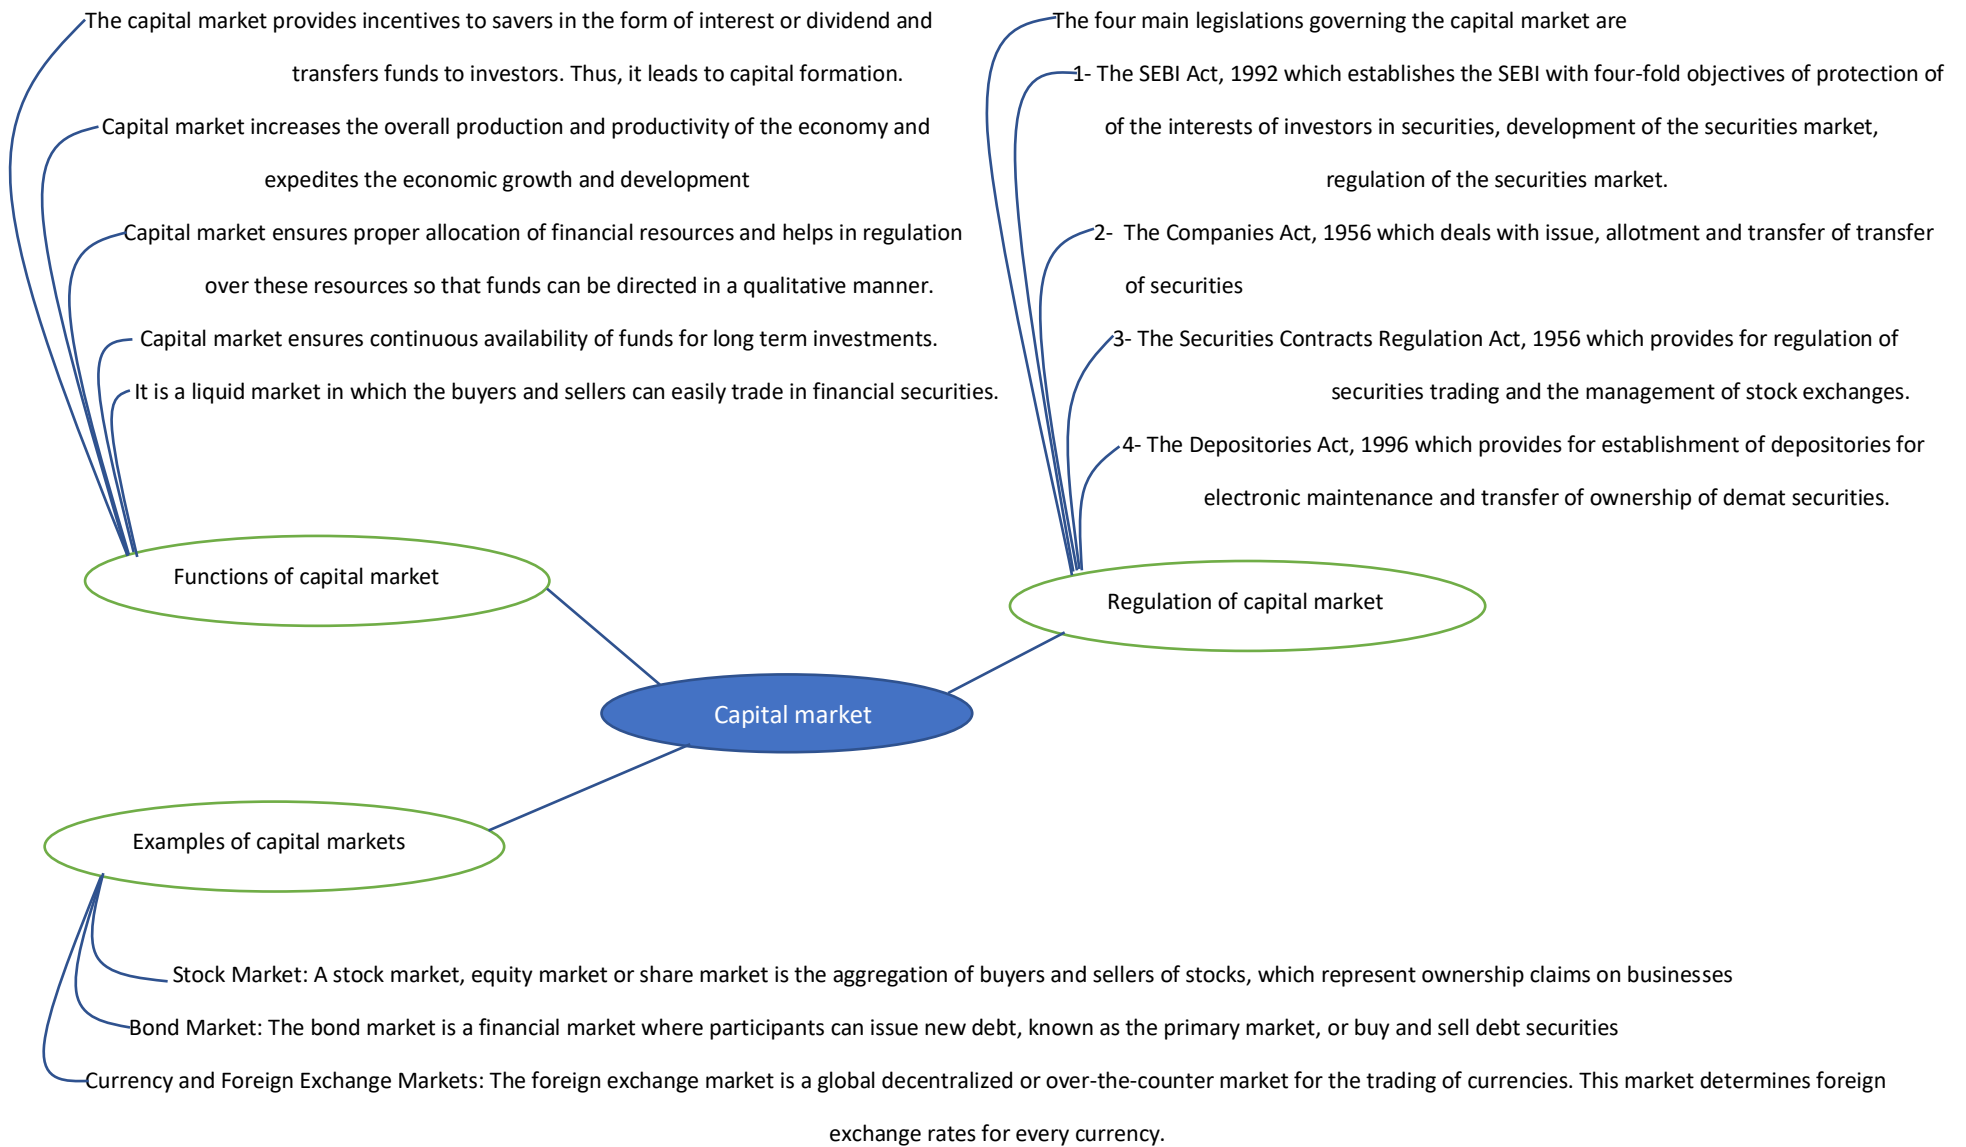 The capital market provides incentives to savers in the form of interest or dividend and
transfers funds to investors. Thus, it leads to capital formation.
Capital market increases the overall production and productivity of the economy and
expedites the economic growth and development
Capital market ensures proper allocation of financial resources and helps in regulation
over these resources so that funds can be directed in a qualitative manner.
Capital market ensures continuous availability of funds for long term investments.
It is a liquid market in which the buyers and sellers can easily trade in financial securities.
Functions of capital market
The four main legislations governing the capital market are
1- The SEBI Act, 1992 which establishes the SEBI with four-fold objectives of protection of
of the interests of investors in securities, development of the securities market,
regulation of the securities market.
2- The Companies Act, 1956 which deals with issue, allotment and transfer of transfer
of securities
3- The Securities Contracts Regulation Act, 1956 which provides for regulation of
securities trading and the management of stock exchanges.
4- The Depositories Act, 1996 which provides for establishment of depositories for
electronic maintenance and transfer of ownership of demat securities.
Regulation of capital market
Capital market
Examples of capital markets
Stock Market: A stock market, equity market or share market is the aggregation of buyers and sellers of stocks, which represent ownership claims on businesses
Bond Market: The bond market is a financial market where participants can issue new debt, known as the primary market, or buy and sell debt securities
Currency and Foreign Exchange Markets: The foreign exchange market is a global decentralized or over-the-counter market for the trading of currencies. This market determines foreign
exchange rates for every currency.